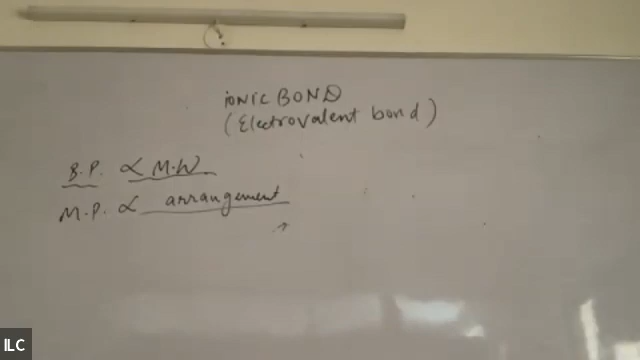 IONIC BOND
(Electrovalent bond)
B.P. ∝ M.W.
M.P. ∝ arrangement
ILC